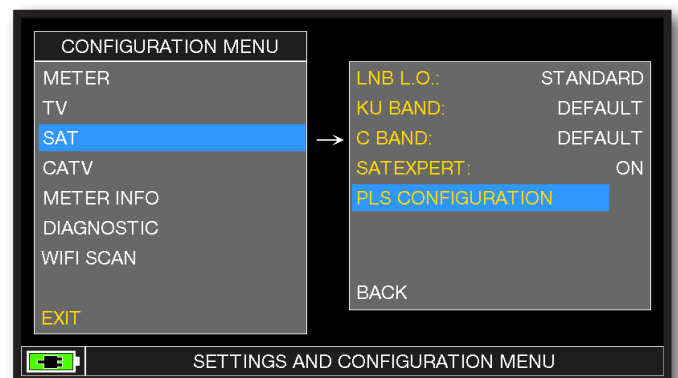 CONFIGURATION MENU
METER
TV
SAT
CATV
METER INFO
DIAGNOSTIC
WIFI SCAN
EXIT
LNB L.O.: STANDARD
KU BAND: DEFAULT
C BAND: DEFAULT
SATEXPERT: ON
PLS CONFIGURATION
BACK
SETTINGS AND CONFIGURATION MENU